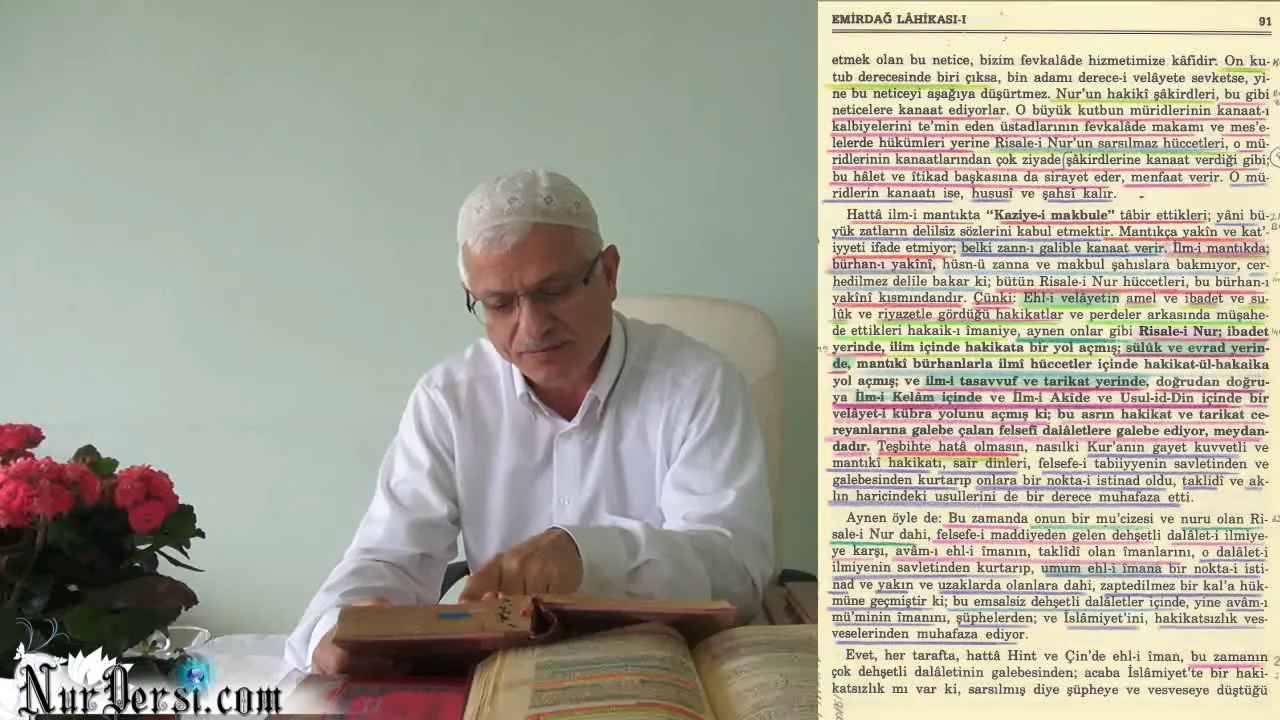 EMİRDAĞ LÂHİKASI-I 91
etmek olan bu netice, bizim fevkalâde hizmetimize kâfidir. On ku-
tub derecesinde biri çıksa, bin adamı derece-i velâyete sevketse, yi-
ne bu neticeyi aşağıya düşürtmez. Nur'un hakikî şâkirdleri, bu gibi
neticelere kanaat ediyorlar. O büyük kutbun müridlerinin kanaat-ı
kalbiyelerini te'min eden üstadlarının fevkalâde makamı ve mes'e-
lelerde hükümleri yerine Risale-i Nur'un sarsılmaz hüccetleri, o mü-
ridlerinin kanaatlarından çok ziyade şâkirdlerine kanaat verdiği gibi;
bu hâlet ve îtikad başkasına da sirayet eder, menfaat verir. O mü-
ridlerin kanaatı ise, hususî ve şahsî kalır.
Hattâ ilm-i mantıkta "Kaziye-i makbule" tâbir ettikleri; yâni bü-
yük zatların delilsiz sözlerini kabul etmektir. Mantıkça yakîn ve kat'-
iyyeti ifade etmiyor; belki zann-ı galible kanaat verir. İlm-i mantıkda;
bürhan-ı yakînî, hüsn-ü zanna ve makbul şahıslara bakmıyor, cer-
hedilmez delile bakar ki; bütün Risale-i Nur hüccetleri, bu bürhan-ı
yakînî kısmındandır. Çünki: Ehl-i velâyetin amel ve ibadet ve su-
lûk ve riyazetle gördüğü hakikatlar ve perdeler arkasında müşahe-
de ettikleri hakaik-ı îmaniye, aynen onlar gibi Risale-i Nur; ibadet
yerinde, ilim içinde hakikata bir yol açmış; sülûk ve evrad yerin-
de, mantıkî bürhanlarla ilmî hüccetler içinde hakikat-ül-hakaika
yol açmış; ve ilm-i tasavvuf ve tarikat yerinde, doğrudan doğru-
ya İlm-i Kelâm içinde ve İlm-i Akîde ve Usul-id-Din içinde bir
velâyet-i kübra yolunu açmış ki; bu asrın hakikat ve tarikat ce-
reyanlarına galebe çalan felsefî dalâletlere galebe ediyor, meydan-
dadır. Teşbihte hatâ olmasın, nasılki Kur'anın gayet kuvvetli ve
mantıkî hakikatı, sair dinleri, felsefe-i tabiiyyenin savletinden ve
galebesinden kurtarıp onlara bir nokta-i istinad oldu, taklidî ve ak-
lın haricindeki usullerini de bir derece muhafaza etti.
Aynen öyle de: Bu zamanda onun bir mu'cizesi ve nuru olan Ri-
sale-i Nur dahi, felsefe-i maddiyeden gelen dehşetli dalâlet-i ilmiye-
ye karşı, avâm-ı ehl-i îmanın, taklîdî olan îmanlarını, o dalâlet-i
ilmiyenin savletinden kurtarıp, umum ehl-i îmana bir nokta-i isti-
nad ve yakın ve uzaklarda olanlara dahi, zaptedilmez bir kal'a hük-
müne geçmiştir ki; bu emsalsiz dehşetli dalâletler içinde, yine avâm-ı
mü'minin îmanını, şüphelerden; ve İslâmiyet'ini, hakikatsızlık ves-
veselerinden muhafaza ediyor.
Evet, her tarafta, hattâ Hint ve Çin'de ehl-i îman, bu zamanın
çok dehşetli dalâletinin galebesinden; acaba İslâmiyet'te bir haki-
katsızlık mı var ki, sarsılmış diye şüpheye ve vesveseye düştüğü
NurDersi.com